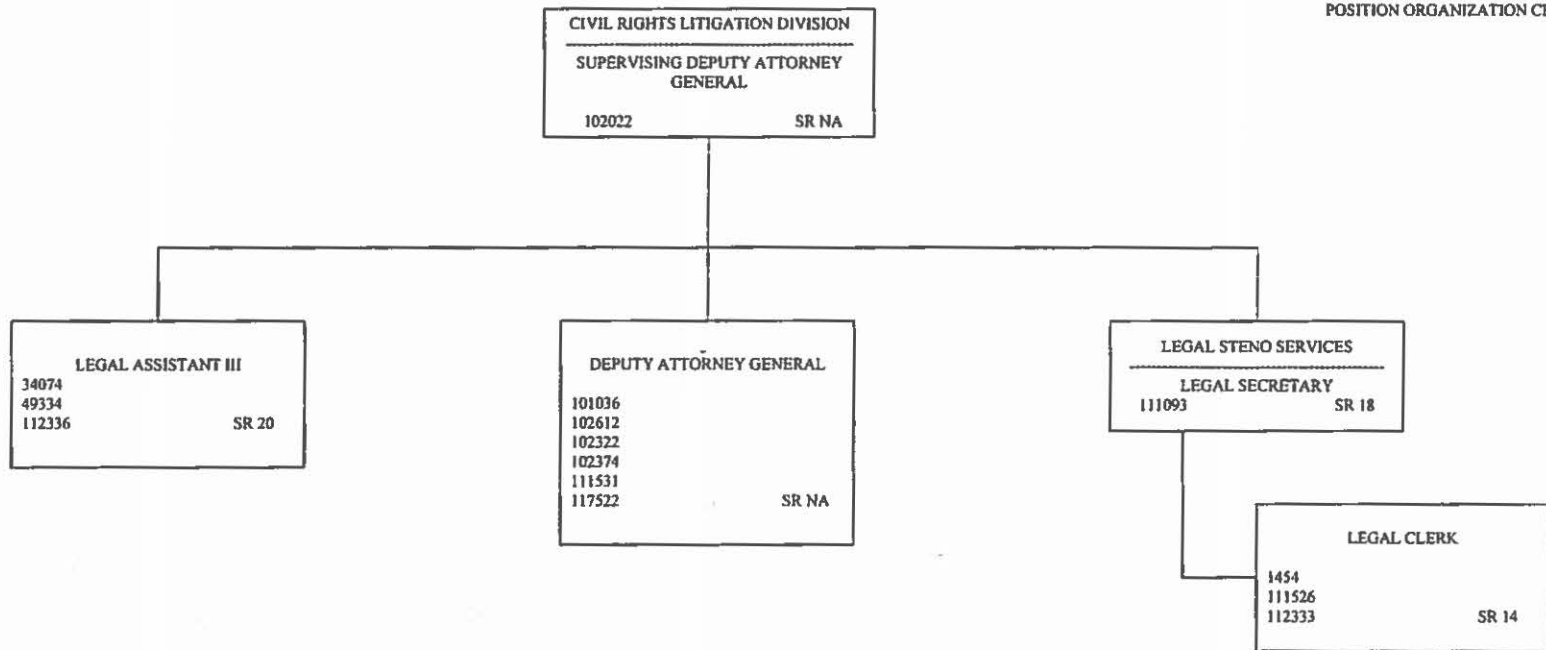 POSITION ORGANIZATION
CIVIL RIGHTS LITIGATION DIVISION
SUPERVISING DEPUTY ATTORNEY
GENERAL
102022 SR NA
LEGAL ASSISTANT III
34074
49334
112336 SR 20
DEPUTY ATTORNEY GENERAL
101036
102612
102322
102374
111531
117522 SR NA
LEGAL STENO SERVICES
LEGAL SECRETARY
111093 SR 18
LEGAL CLERK
1454
111526
112333 SR 14